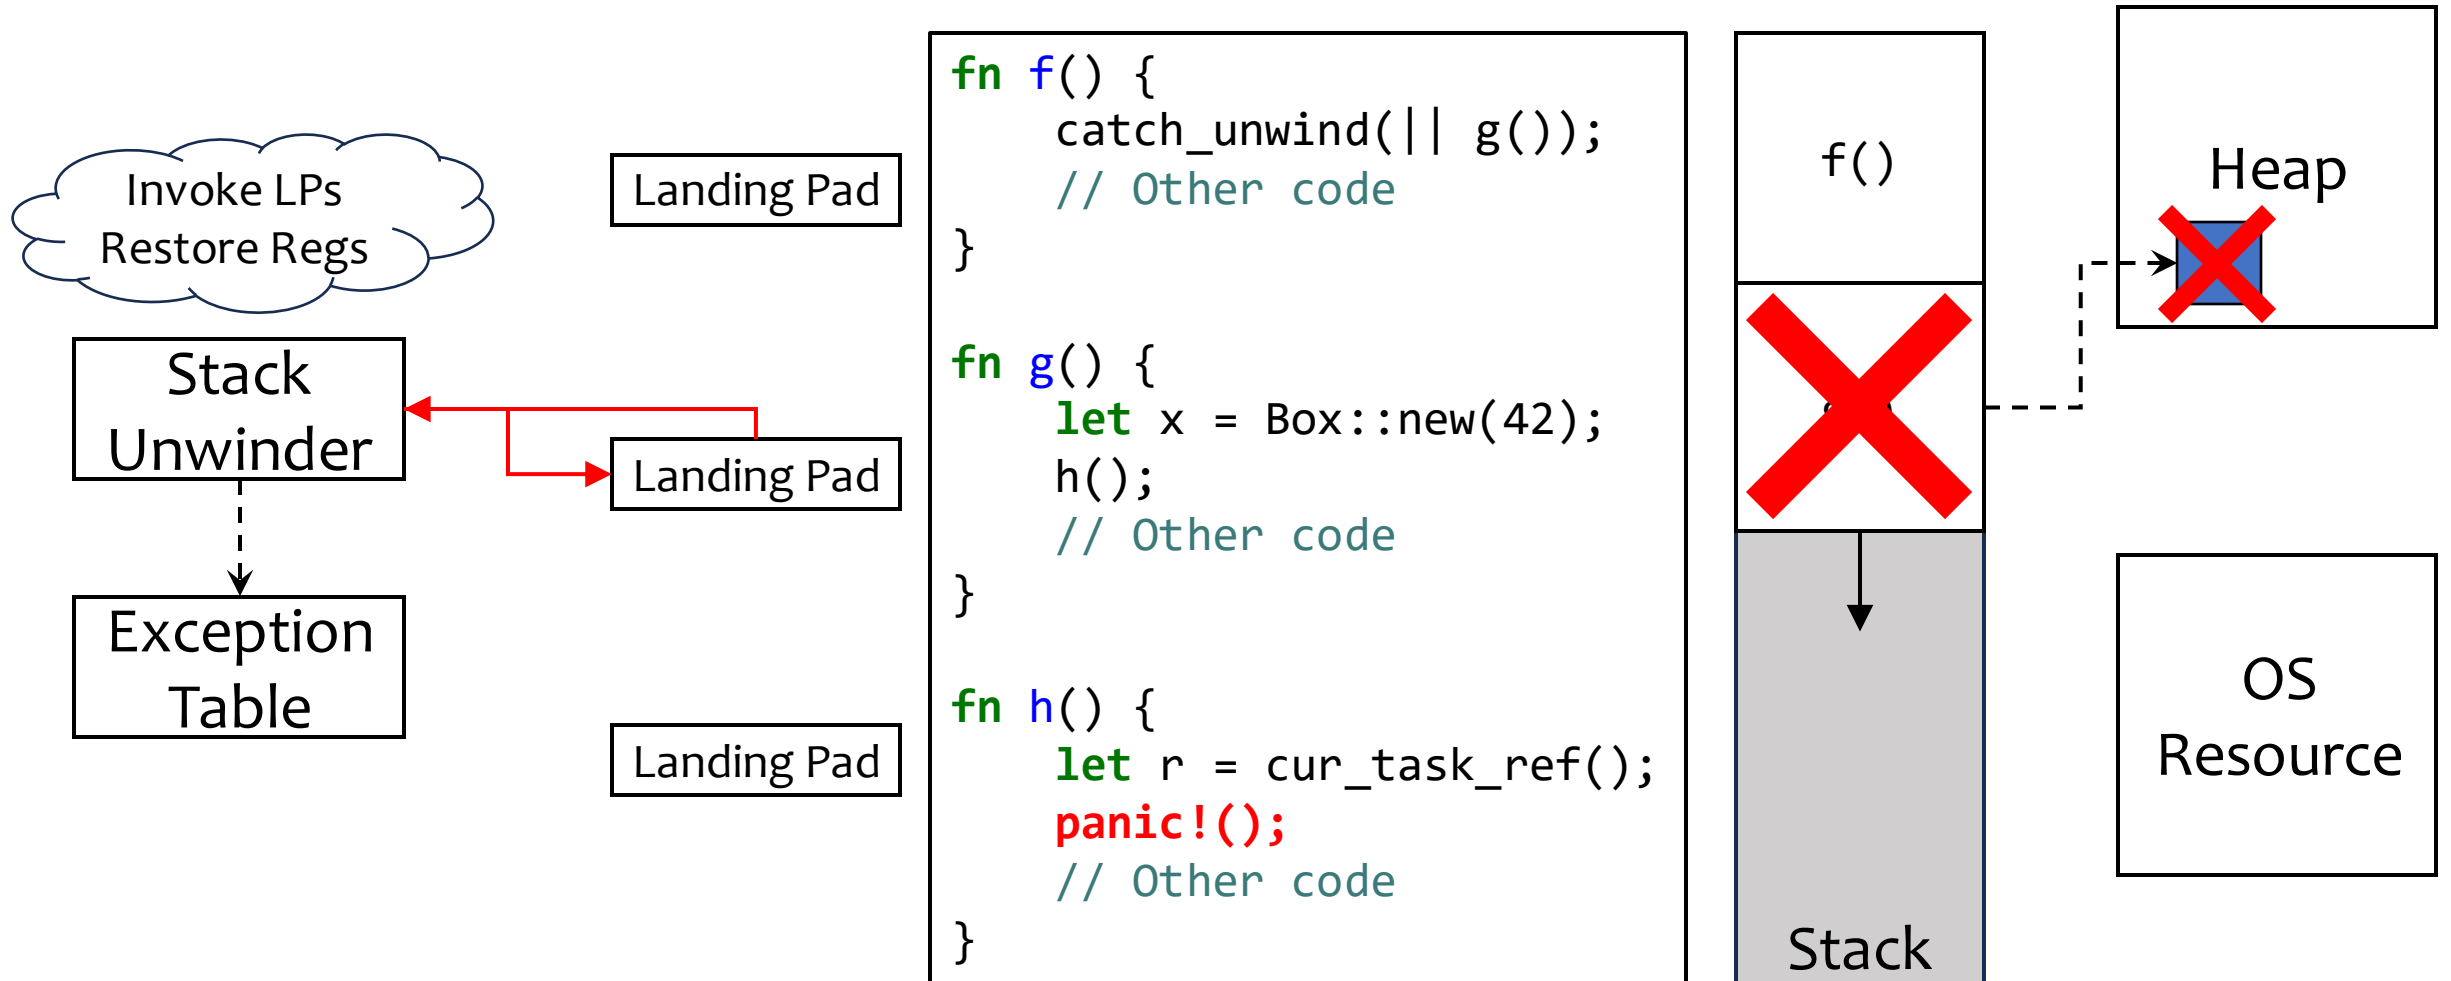 Invoke LPs
Restore Regs
Stack
Unwinder
Exception
Table
Landing Pad
Landing Pad
Landing Pad
fn f() {
    catch_unwind(|| g());
    // Other code
}
fn g() {
    let x = Box::new(42);
    h();
    // Other code
}
fn h() {
    let r = cur_task_ref();
    panic!();
    // Other code
}
f()
Stack
Heap
OS
Resource